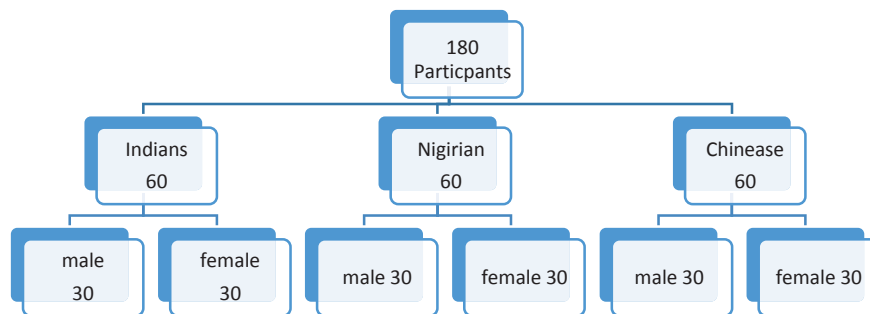 180
Particpants
Indians
60
Nigirian
60
Chinease
60
male
30
female
30
male 30
female 30
male 30
female 30